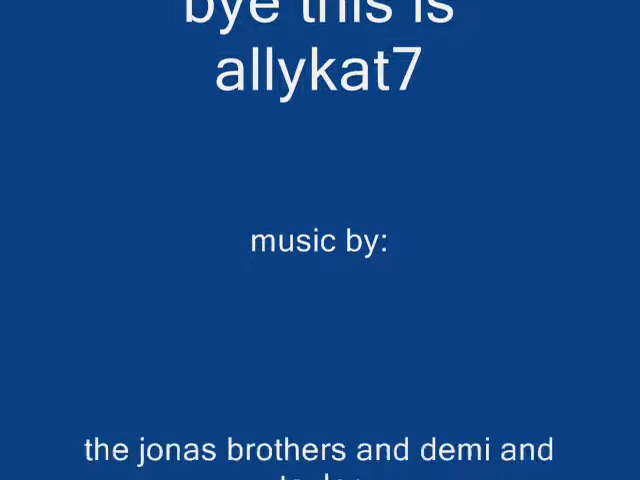 bye this is
allykat7
music by:
the jonas brothers and demi and